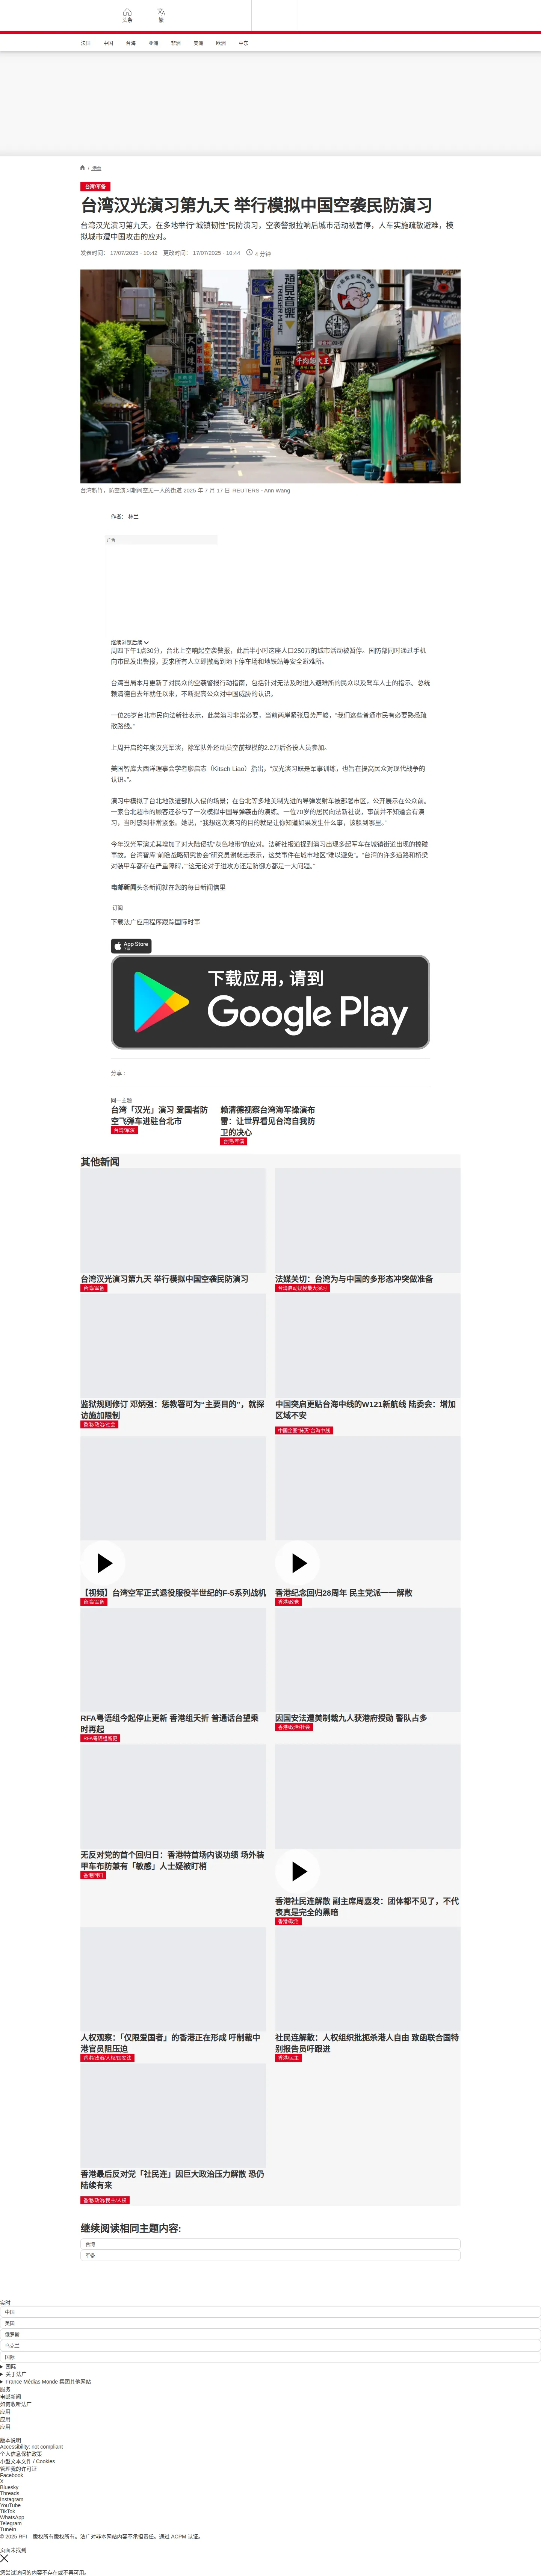 头条
繁
法国
中国
台海
亚洲
非洲
美洲
欧洲
中东
/ 港台
台湾/军备
台湾汉光演习第九天 举行模拟中国空袭民防演习
台湾汉光演习第九天，在多地举行“城镇韧性”民防演习，空袭警报拉响后城市活动被暂停，人车实施疏散避难，模
拟城市遭中国攻击的应对。
发表时间： 17/07/2025 - 10:42 更改时间： 17/07/2025 - 10:44 4 分钟
台湾新竹，防空演习期间空无一人的街道 2025 年 7 月 17 日 REUTERS - Ann Wang
作者： 林兰
广告
继续浏览后续
周四下午1点30分，台北上空响起空袭警报，此后半小时这座人口250万的城市活动被暂停。国防部同时通过手机
向市民发出警报，要求所有人立即撤离到地下停车场和地铁站等安全避难所。
台湾当局本月更新了对民众的空袭警报行动指南，包括针对无法及时进入避难所的民众以及驾车人士的指示。总统
赖清德自去年就任以来，不断提高公众对中国威胁的认识。
一位25岁台北市民向法新社表示，此类演习非常必要，当前两岸紧张局势严峻，“我们这些普通市民有必要熟悉疏
散路线。”
上周开启的年度汉光军演，除军队外还动员空前规模的2.2万后备役人员参加。
美国智库大西洋理事会学者廖启志（Kitsch Liao）指出，“汉光演习既是军事训练，也旨在提高民众对现代战争的
认识。”。
演习中模拟了台北地铁遭部队入侵的场景；在台北等多地美制先进的导弹发射车被部署市区，公开展示在公众前。
一家台北超市的顾客还参与了一次模拟中国导弹袭击的演练。一位70岁的居民向法新社说，事前并不知道会有演
习，当时感到非常紧张。她说，“我想这次演习的目的就是让你知道如果发生什么事，该躲到哪里。”
今年汉光军演尤其增加了对大陆侵扰“灰色地带”的应对。法新社报道提到演习出现多起军车在城镇街道出现的擦碰
事故。台湾智库“前瞻战略研究协会”研究员谢昶志表示，这类事件在城市地区“难以避免”。“台湾的许多道路和桥梁
对装甲车都存在严重障碍，”“这无论对于进攻方还是防御方都是一大问题。”
电邮新闻头条新闻就在您的每日新闻信里
订阅
下载法广应用程序跟踪国际时事
App Store
下载
下载应用，请到
Google Play
分享 :
同一主题
台湾「汉光」演习 爱国者防
空飞弹车进驻台北市
台湾/军演
赖清德视察台湾海军操演布
雷：让世界看见台湾自我防
卫的决心
台湾/军演
其他新闻
台湾汉光演习第九天 举行模拟中国空袭民防演习
台湾/军备
法媒关切：台湾为与中国的多形态冲突做准备
台湾启动规模最大演习
监狱规则修订 邓炳强：惩教署可为“主要目的”，就探
访施加限制
香港/政治/社会
中国突启更贴台海中线的W121新航线 陆委会：增加
区域不安
中国企图“抹灭”台海中线
【视频】台湾空军正式退役服役半世纪的F-5系列战机
台湾/军备
香港纪念回归28周年 民主党派一一解散
香港/政党
RFA粤语组今起停止更新 香港组夭折 普通话台望乘
时再起
RFA粤语组断更
因国安法遭美制裁九人获港府授勋 警队占多
香港/政治/社会
无反对党的首个回归日：香港特首场内谈功绩 场外装
甲车布防兼有「敏感」人士疑被盯梢
香港回归
香港社民连解散 副主席周嘉发：团体都不见了，不代
表真是完全的黑暗
香港/政治
人权观察：「仅限爱国者」的香港正在形成 吁制裁中
港官员阻压迫
香港/政治/人权/国安法
社民连解散：人权组织批扼杀港人自由 致函联合国特
别报告员吁跟进
香港/民主
香港最后反对党「社民连」因巨大政治压力解散 恐仍
陆续有来
香港/政治/民主/人权
继续阅读相同主题内容:
台湾
军备
实时
中国
美国
俄罗斯
乌克兰
国际
国际
关于法广
France Médias Monde 集团其他网站
服务
电邮新闻
如何收听法广
应用
应用
应用
版本说明
Accessibility: not compliant
个人信息保护政策
小型文本文件 / Cookies
管理我的许可证
Facebook
X
Bluesky
Threads
Instagram
YouTube
TikTok
WhatsApp
Telegram
TuneIn
© 2025 RFI – 版权所有版权所有。法广对非本网站内容不承担责任。通过 ACPM 认证。
页面未找到
您尝试访问的内容不存在或不再可用。